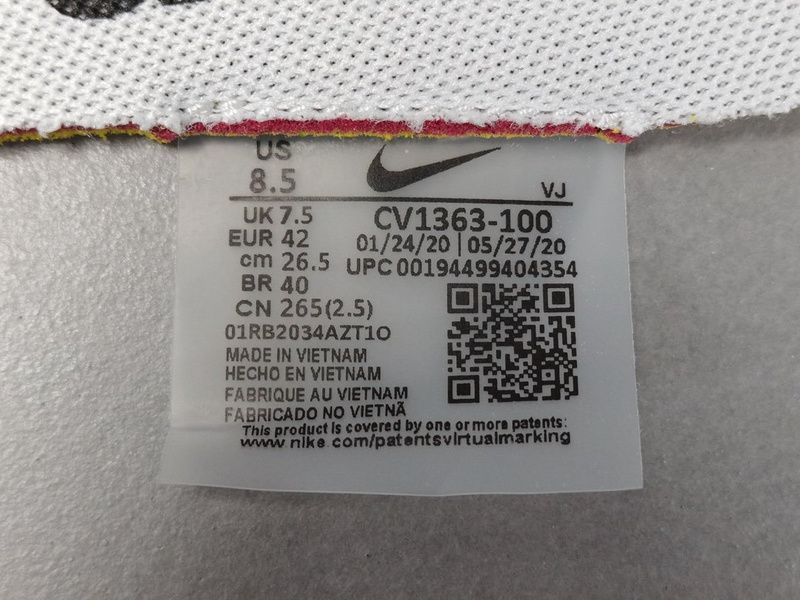 US
8.5
VJ
UK 7.5
CV1363-100
EUR 42
01/24/20 | 05/27/20
cm 26.5
UPC 00194499404354
BR 40
CN 265(2.5)
01RB2034AZT1O
MADE IN VIETNAM
HECHO EN VIETNAM
FABRIQUE AU VIETNAM
FABRICADO NO VIETNÃ
This product is covered by one or more patents:
www.nike com/patentsvirtualmarking